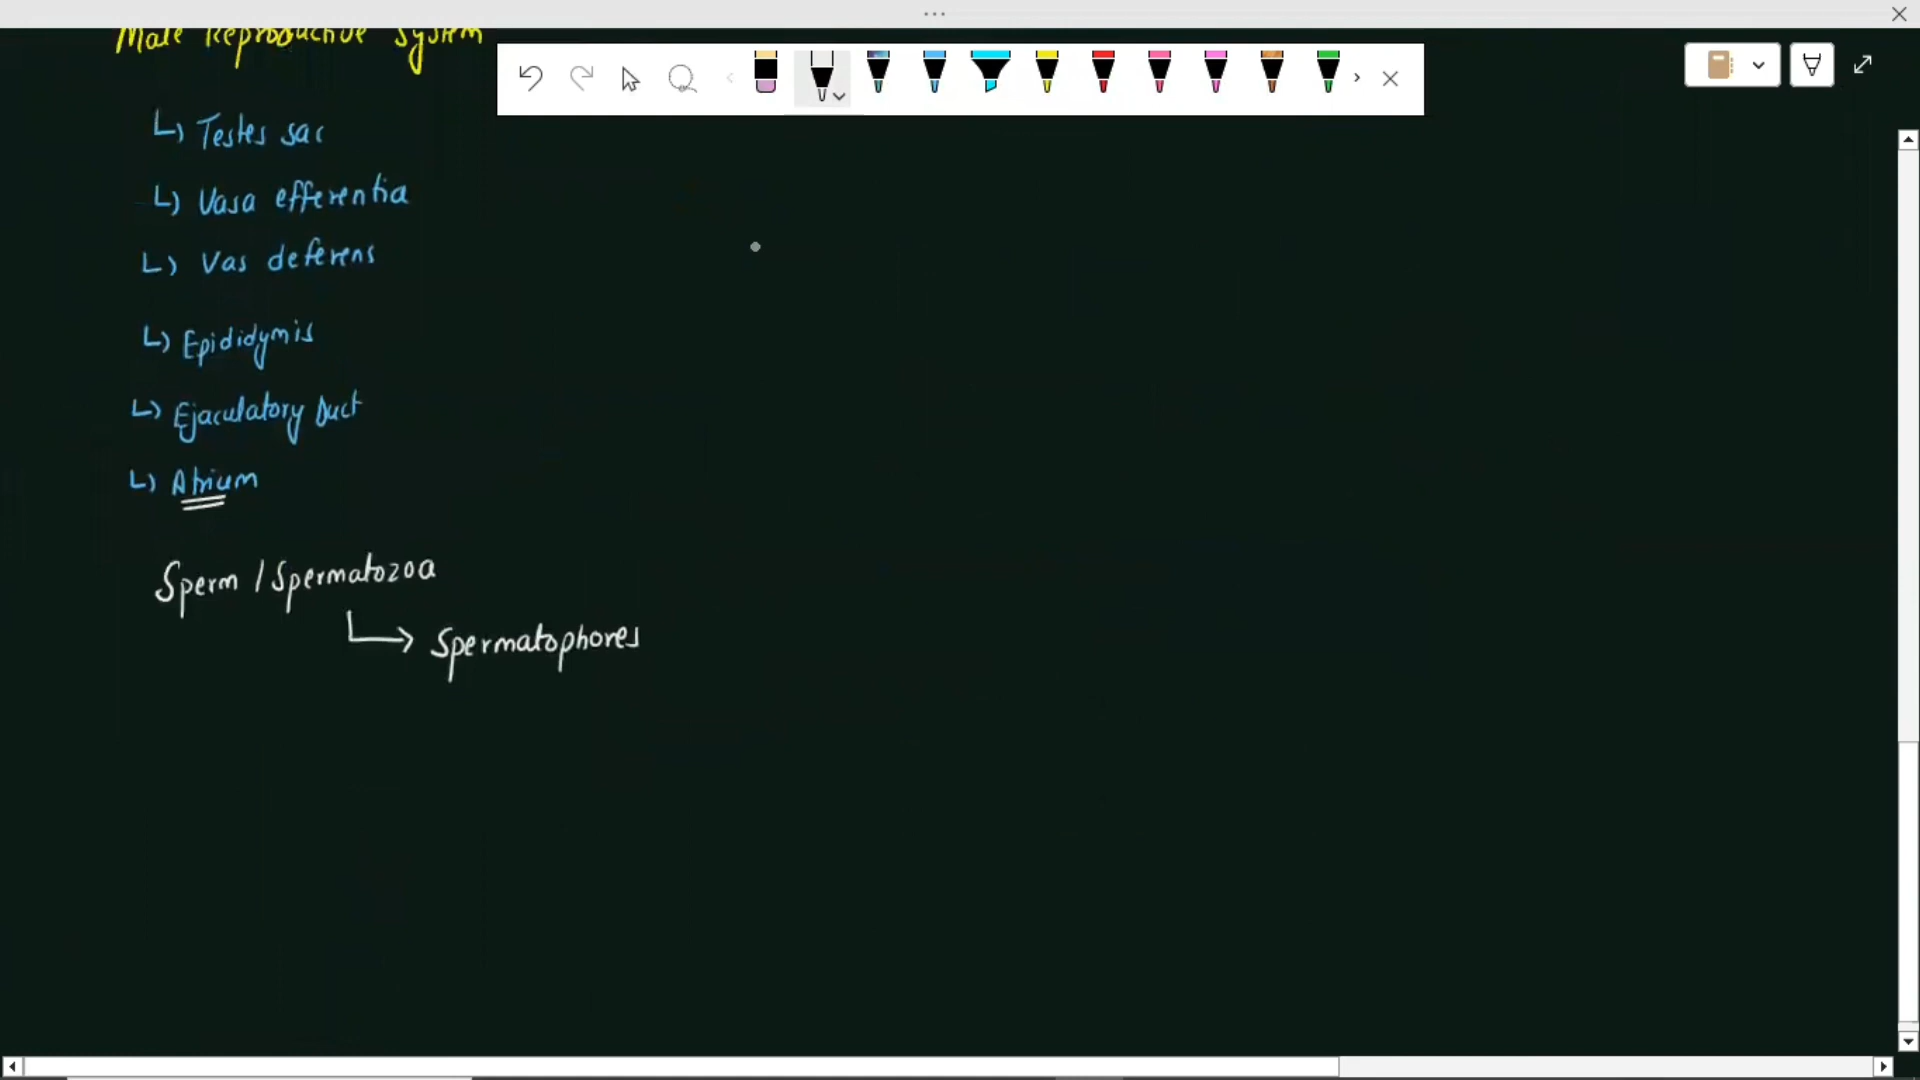 Male Reproductive System
↳ Testes sac
↳ Vasa efferentia
↳ Vas deferens
↳ Epididymis
↳ Ejaculatory Duct
↳ Atrium
Sperm / Spermatozoa
↳ Spermatophores